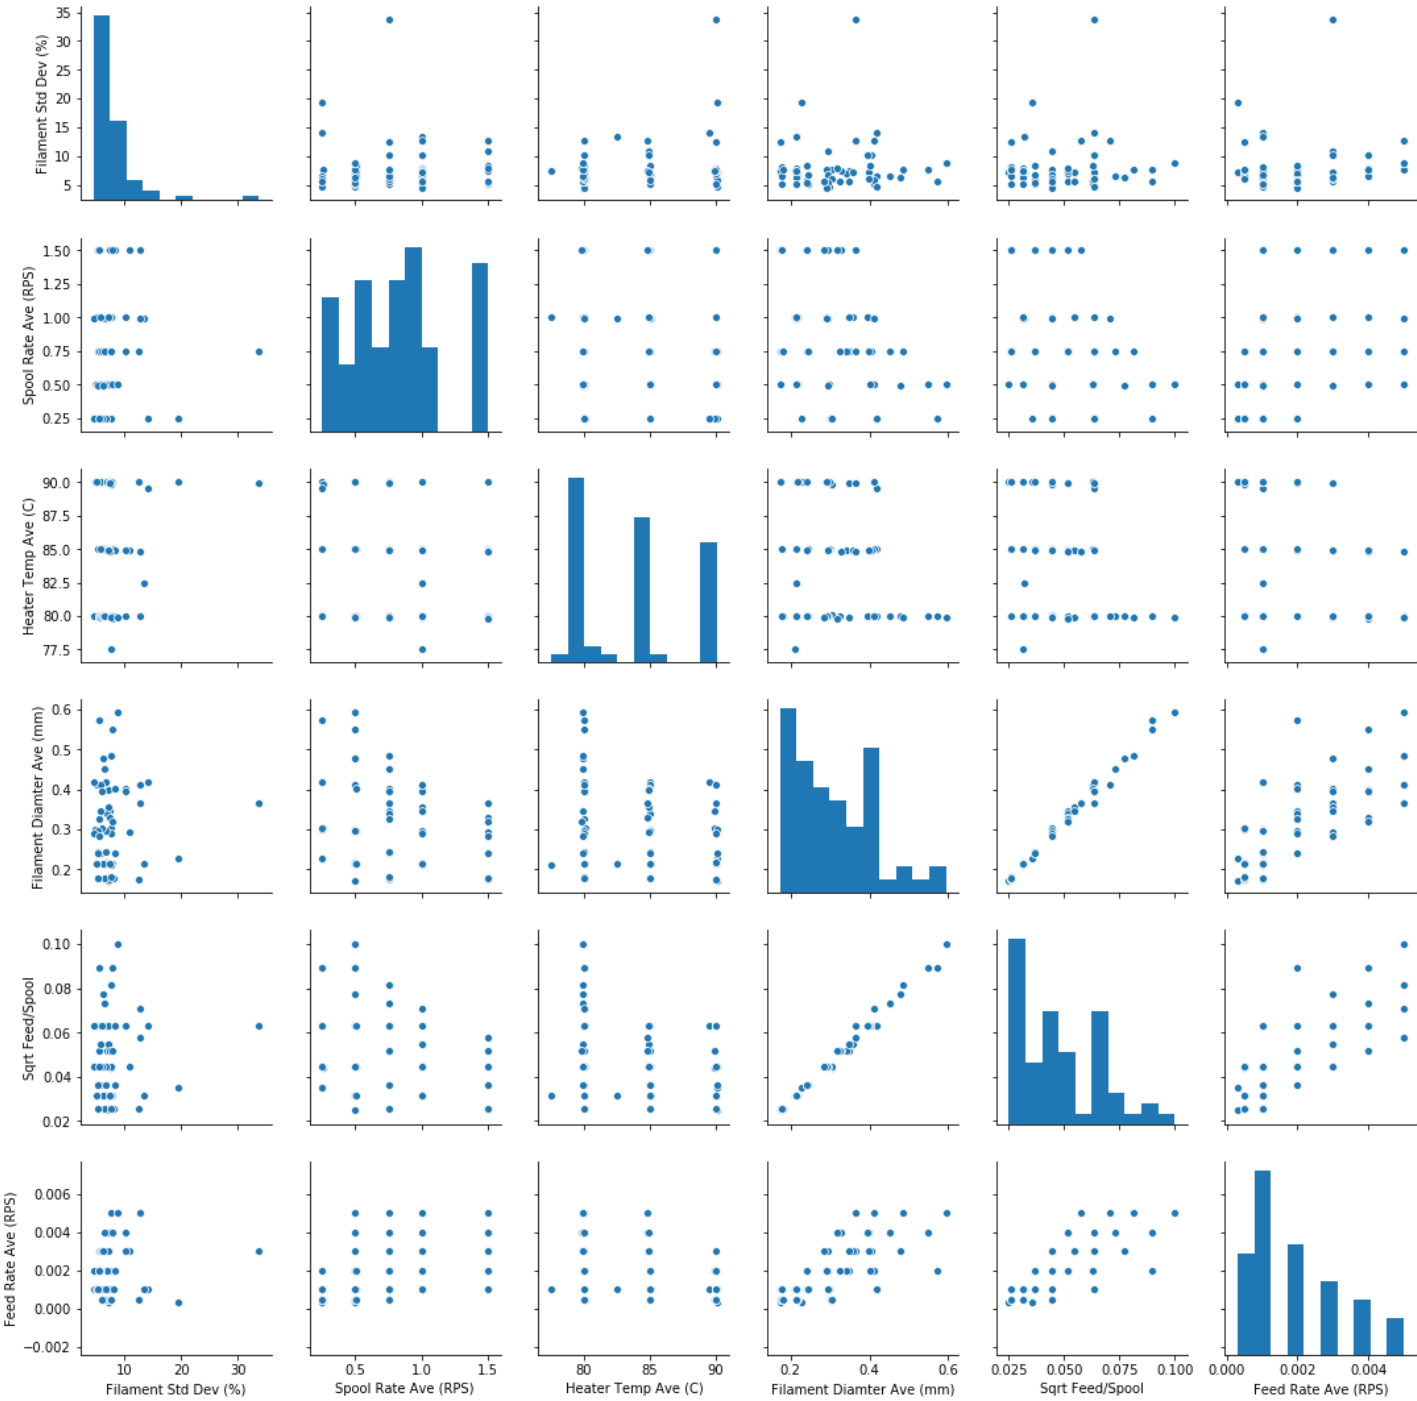 35
30
25
20
15
10
5
Filament Std Dev (%)
1.50
1.25
1.00
0.75
0.50
0.25
Spool Rate Ave (RPS)
90.0
87.5
85.0
82.5
80.0
77.5
Heater Temp Ave (C)
0.6
0.5
0.4
0.3
0.2
Filament Diamter Ave (mm)
0.10
0.08
0.06
0.04
0.02
Sqrt Feed/Spool
0.006
0.004
0.002
0.000
−0.002
Feed Rate Ave (RPS)
10 20 30
Filament Std Dev (%)
0.5 1.0 1.5
Spool Rate Ave (RPS)
80 85 90
Heater Temp Ave (C)
0.2 0.4 0.6
Filament Diamter Ave (mm)
0.025 0.050 0.075 0.100
Sqrt Feed/Spool
0.000 0.002 0.004
Feed Rate Ave (RPS)